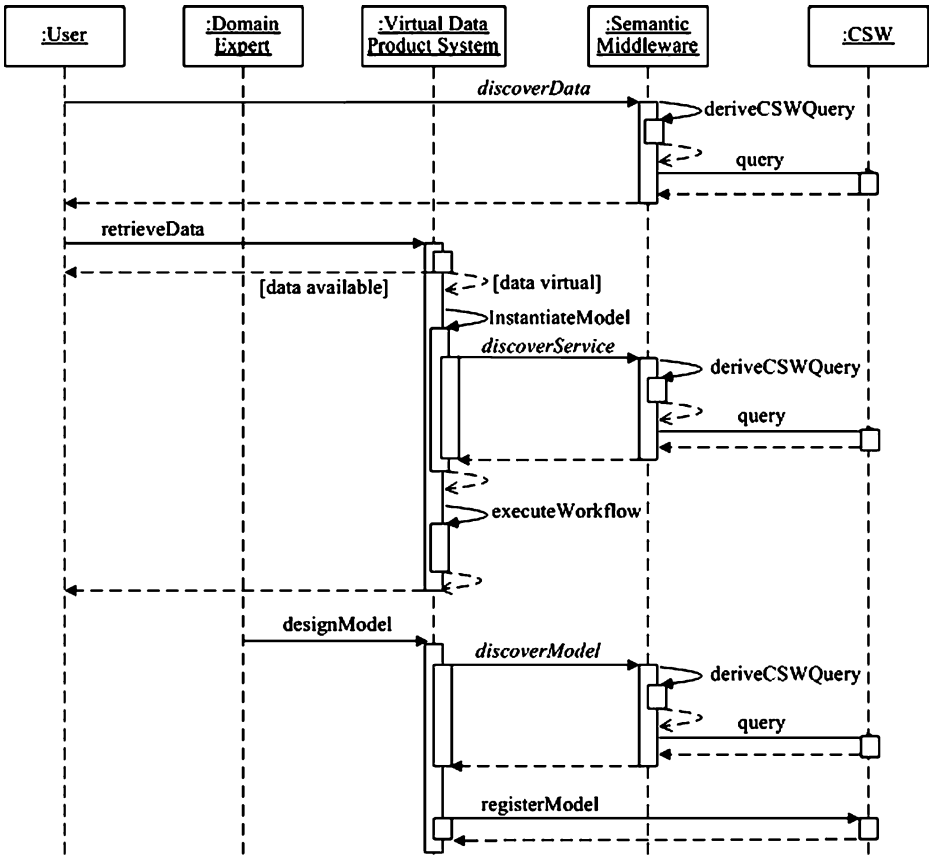 :User
:Domain
Expert
:Virtual Data
Product System
:Semantic
Middleware
:CSW
discoverData
deriveCSWQuery
query
retrieveData
[data available]
[data virtual]
InstantiateModel
discoverService
deriveCSWQuery
query
executeWorkflow
designModel
discoverModel
deriveCSWQuery
query
registerModel